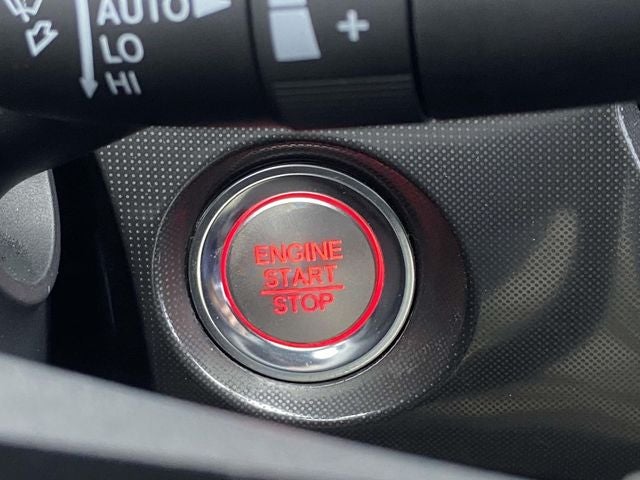 AUTO
LO
HI
+
ENGINE
START
STOP